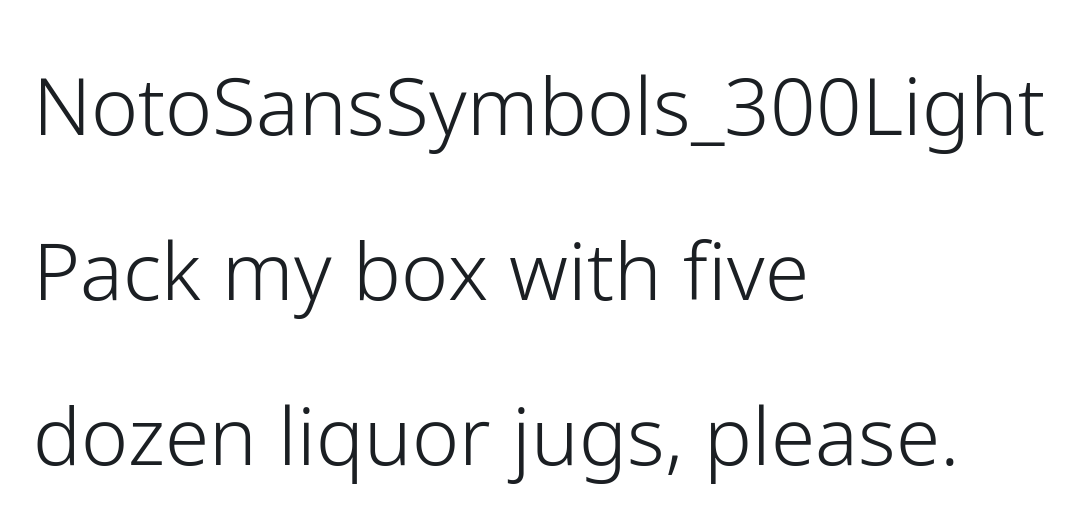 NotoSansSymbols_300Light
Pack my box with five
dozen liquor jugs, please.